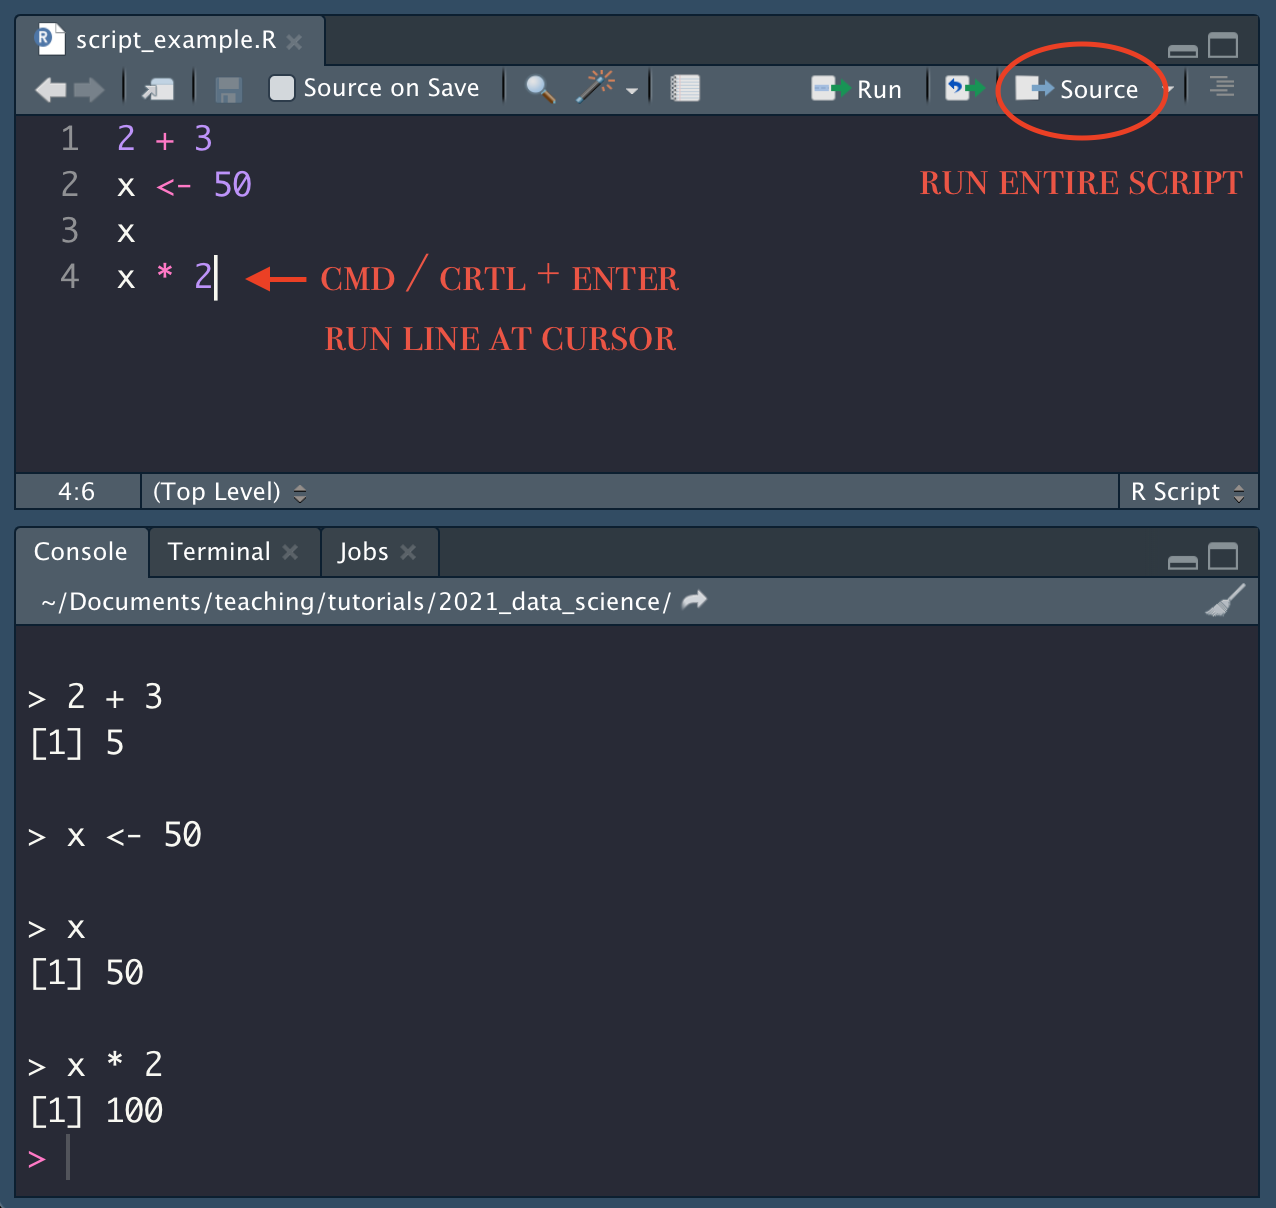 script_example.R
Source on Save
Run
Source
1 2 + 3
RUN ENTIRE SCRIPT
2 x <- 50
3 x
4 x * 2
CMD / CRTL + ENTER
RUN LINE AT CURSOR
4:6 (Top Level) R Script
Console Terminal Jobs
~/Documents/teaching/tutorials/2021_data_science/
> 2 + 3
[1] 5
> x <- 50
> x
[1] 50
> x * 2
[1] 100
>